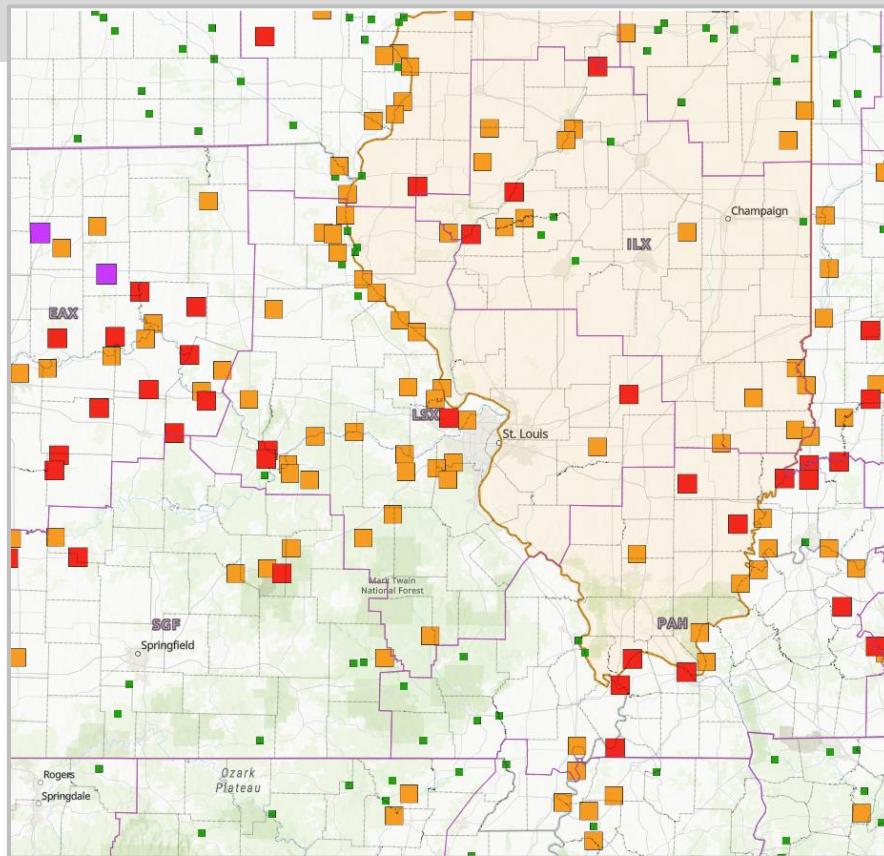 Champaign
ILX
EAX
LSX
St. Louis
Mark Twain
National Forest
SGF
PAH
Springfield
Rogers
Ozark
Plateau
Springdale